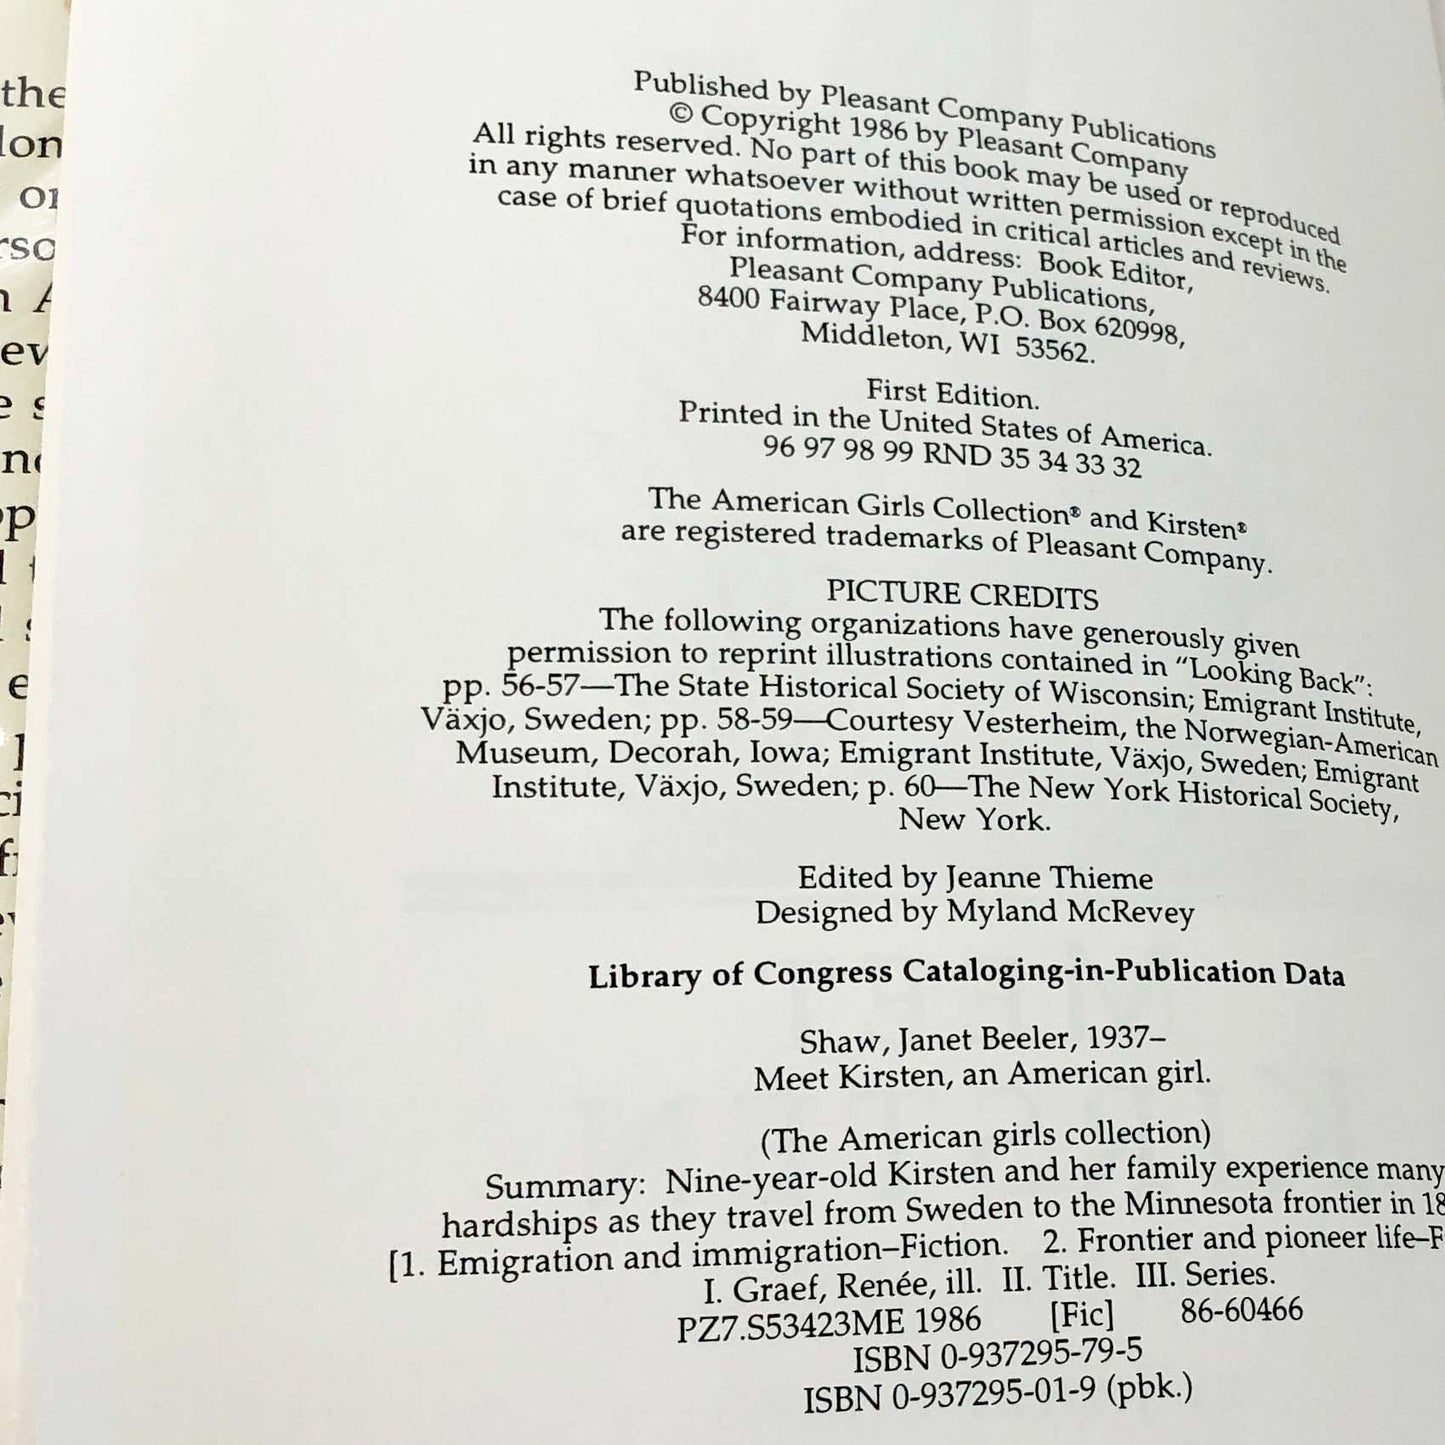 the
on
or
A
ev
e s
e
Published by Pleasant Company Publications
© Copyright 1986 by Pleasant Company
All rights reserved. No part of this book may be used or reproduced
in any manner whatsoever without written permission except in the
case of brief quotations embodied in critical articles and reviews.
For information, address: Book Editor,
Pleasant Company Publications,
8400 Fairway Place, P.O. Box 620998,
Middleton, WI 53562.
First Edition.
Printed in the United States of America.
96 97 98 99 RND 35 34 33 32
The American Girls Collection® and Kirsten®
are registered trademarks of Pleasant Company.
PICTURE CREDITS
The following organizations have generously given
permission to reprint illustrations contained in "Looking Back":
pp. 56-57—The State Historical Society of Wisconsin; Emigrant Institute,
Växjo, Sweden; pp. 58-59—Courtesy Vesterheim, the Norwegian-American
Museum, Decorah, Iowa; Emigrant Institute, Växjo, Sweden; Emigrant
Institute, Växjo, Sweden; p. 60—The New York Historical Society,
New York.
Edited by Jeanne Thieme
Designed by Myland McRevey
Library of Congress Cataloging-in-Publication Data
Shaw, Janet Beeler, 1937–
Meet Kirsten, an American girl.
(The American girls collection)
Summary: Nine-year-old Kirsten and her family experience many
hardships as they travel from Sweden to the Minnesota frontier in 18
[1. Emigration and immigration–Fiction. 2. Frontier and pioneer life–F
I. Graef, Renée, ill. II. Title. III. Series.
PZ7.S53423ME 1986 [Fic] 86-60466
ISBN 0-937295-79-5
ISBN 0-937295-01-9 (pbk.)